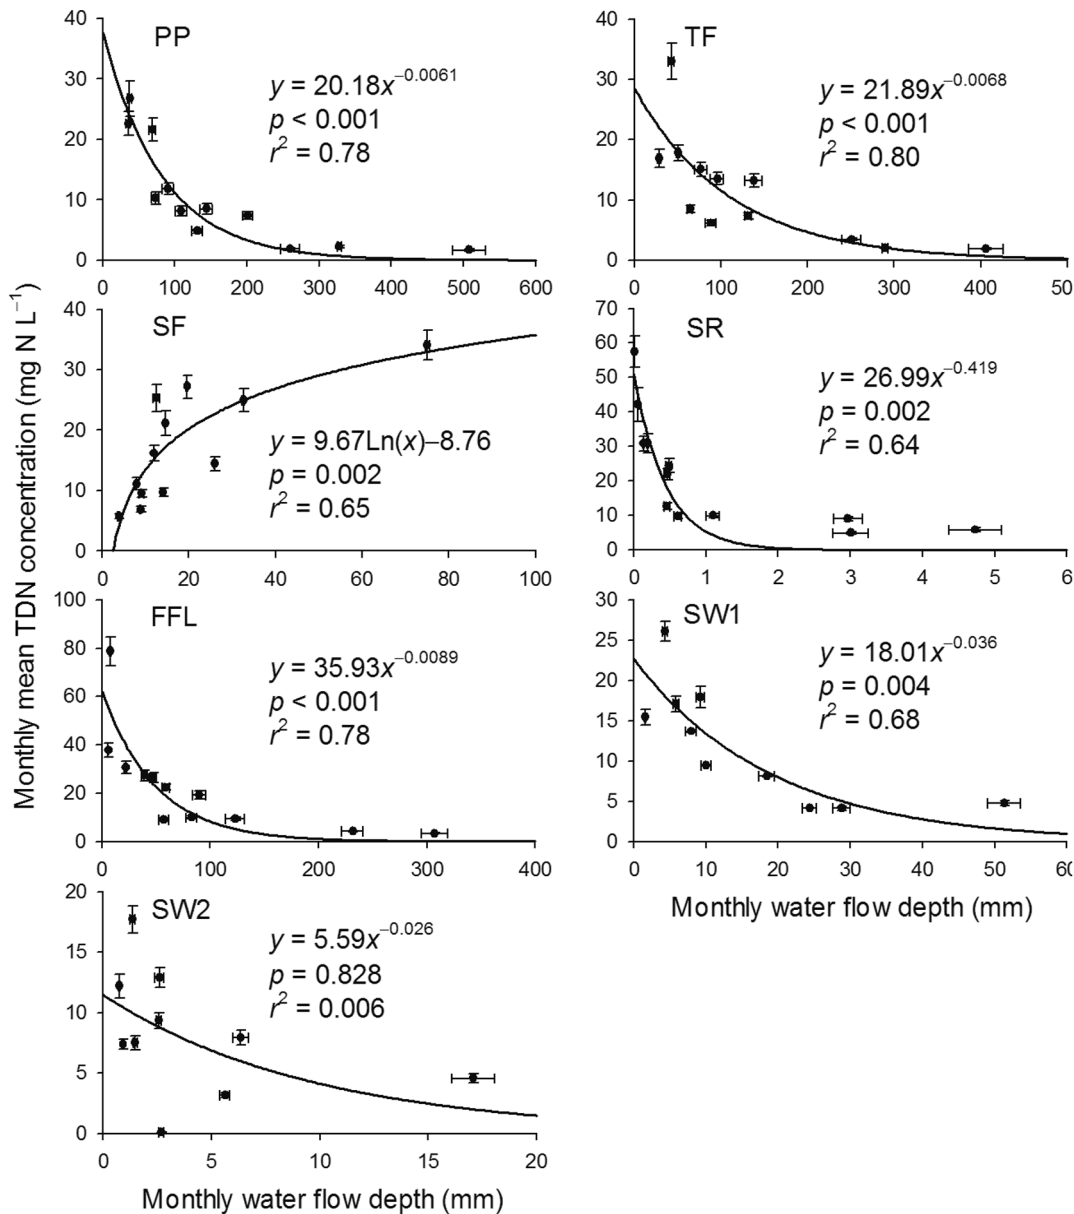 Monthly mean TDN concentration (mg N L⁻¹)
40
30
20
10
0
PP
y = 20.18x^−0.0061
p < 0.001
r² = 0.78
0 100 200 300 400 500 600
40
30
20
10
0
TF
y = 21.89x^−0.0068
p < 0.001
r² = 0.80
0 100 200 300 400 50
40
30
20
10
0
SF
y = 9.67Ln(x)−8.76
p = 0.002
r² = 0.65
0 20 40 60 80 100
70
60
50
40
30
20
10
0
SR
y = 26.99x^−0.419
p = 0.002
r² = 0.64
0 1 2 3 4 5 6
100
80
60
40
20
0
FFL
y = 35.93x^−0.0089
p < 0.001
r² = 0.78
0 100 200 300 400
30
25
20
15
10
5
0
SW1
y = 18.01x^−0.036
p = 0.004
r² = 0.68
0 10 20 30 40 50 60
Monthly water flow depth (mm)
20
15
10
5
0
SW2
y = 5.59x^−0.026
p = 0.828
r² = 0.006
0 5 10 15 20
Monthly water flow depth (mm)